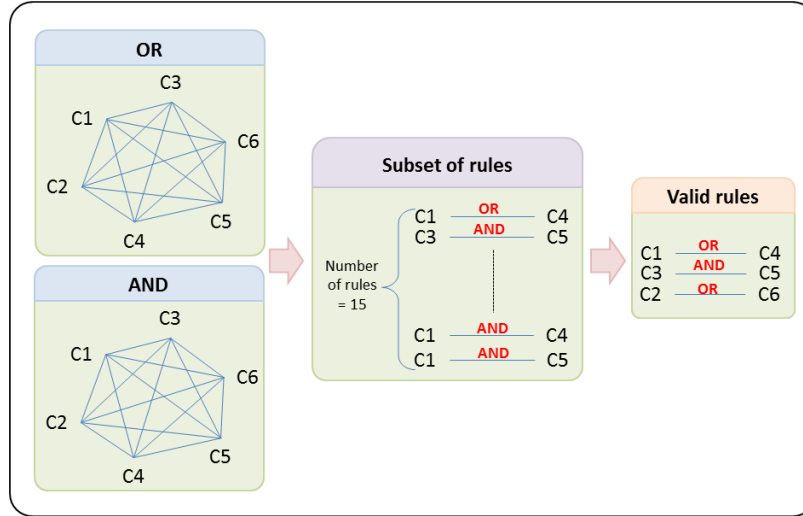 OR
C3
C1
C6
C2
C5
C4
AND
C3
C1
C6
C2
C5
C4
Subset of rules
Number
of rules
= 15
C1 OR C4
C3 AND C5
C1 AND C4
C1 AND C5
Valid rules
C1 OR C4
C3 AND C5
C2 OR C6